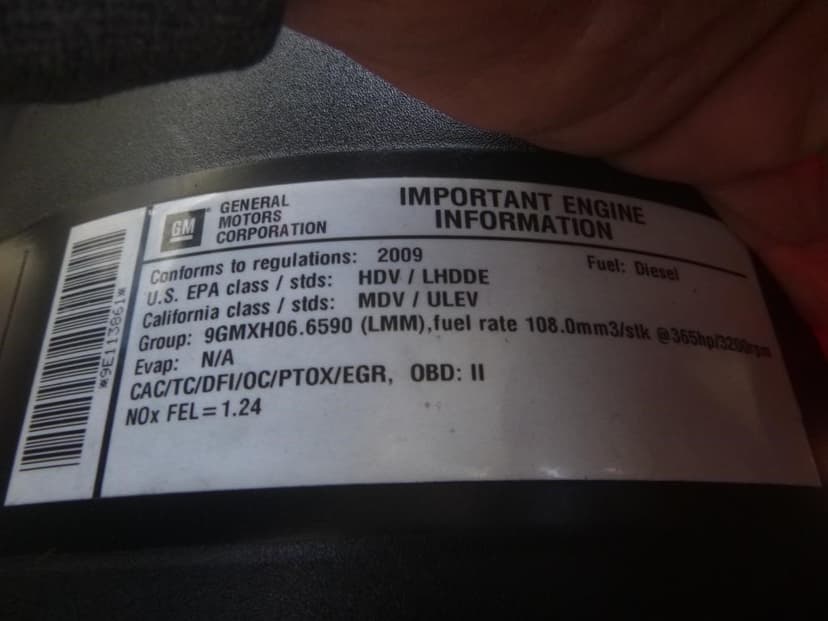 GM
GENERAL
MOTORS
CORPORATION
IMPORTANT ENGINE
INFORMATION
Conforms to regulations: 2009
Fuel: Diesel
U.S. EPA class / stds: HDV / LHDDE
California class / stds: MDV / ULEV
Group: 9GMXH06.6590 (LMM),fuel rate 108.0mm3/stk @365hp/3200rpm
Evap: N/A
CAC/TC/DFI/OC/PTOX/EGR, OBD: II
NOx FEL=1.24
*9E113861*